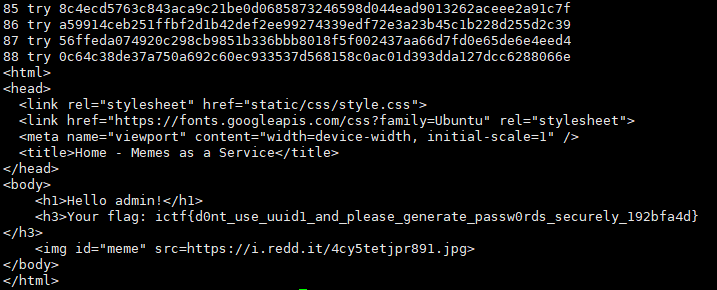 85 try 8c4ecd5763c843aca9c21be0d0685873246598d044ead9013262aceee2a91c7f
86 try a59914ceb251ffbf2d1b42def2ee99274339edf72e3a23b45c1b228d255d2c39
87 try 56ffeda074920c298cb9851b336bbb8018f5f002437aa66d7fd0e65de6e4eed4
88 try 0c64c38de37a750a692c60ec933537d568158c0ac01d393dda127dcc6288066e
<html>
<head>
  <link rel="stylesheet" href="static/css/style.css">
  <link href="https://fonts.googleapis.com/css?family=Ubuntu" rel="stylesheet">
  <meta name="viewport" content="width=device-width, initial-scale=1" />
  <title>Home - Memes as a Service</title>
</head>
<body>
    <h1>Hello admin!</h1>
    <h3>Your flag: ictf{d0nt_use_uuid1_and_please_generate_passw0rds_securely_192bfa4d}
</h3>
    <img id="meme" src=https://i.redd.it/4cy5tetjpr891.jpg>
</body>
</html>